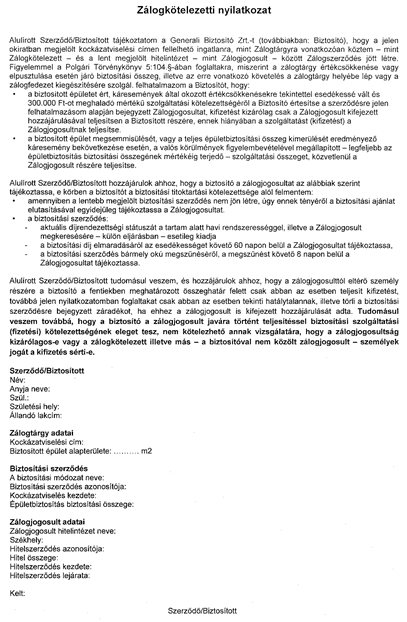 Zálogkötelezetti nyilatkozat
Alulírott Szerződő/Biztosított tájékoztatom a Generali Biztosító Zrt.-t (továbbiakban: Biztosító), hogy a jelen
okiratban megjelölt kockázatviselési címen fellelhető ingatlanra, mint Zálogtárgyra vonatkozóan köztem – mint
Zálogkötelezett – és a lent megjelölt hitelintézet – mint Zálogjogosult – között Zálogszerződés jött létre.
Figyelemmel a Polgári Törvénykönyv 5:104.§-ában foglaltakra, miszerint a zálogtárgy értékcsökkenése vagy
elpusztulása esetén járó biztosítási összeg, illetve az erre vonatkozó követelés a zálogtárgy helyébe lép vagy a
zálogfedezet kiegészítésére szolgál, felhatalmazom a Biztosítót, hogy:
• a biztosított épületet ért, káresemények által okozott értékcsökkenésekre tekintettel esedékessé vált és
300.000 Ft-ot meghaladó mértékű szolgáltatási kötelezettségéről a Biztosító értesítse a szerződésre jelen
felhatalmazásom alapján bejegyzett Zálogjogosultat, kifizetést kizárólag csak a Zálogjogosult kifejezett
hozzájárulásával teljesítsen a Biztosított részére, ennek hiányában a szolgáltatást (kifizetést) a
Zálogjogosultnak teljesítse.
• a biztosított épület megsemmisülését, vagy a teljes épületbiztosítási összeg kimerülését eredményező
káresemény bekövetkezése esetén, a valós körülmények figyelembevételével megállapított – legfeljebb az
épületbiztosítás biztosítási összegének mértékéig terjedő – szolgáltatási összeget, közvetlenül a
Zálogjogosult részére teljesítse.
Alulírott Szerződő/Biztosított hozzájárulok ahhoz, hogy a biztosító a zálogjogosultat az alábbiak szerint
tájékoztassa, e körben a biztosítót a biztosítási titoktartási kötelezettsége alól felmentem:
• amennyiben a lentebb megjelölt biztosítási szerződés nem jön létre, úgy ennek tényéről a biztosítási ajánlat
elutasításával egyidejűleg tájékoztassa a Zálogjogosult.
• a biztosítási szerződés:
- aktuális díjrendezettségi státuszát a tartam alatt havi rendszerességgel, illetve a Zálogjogosult
megkeresésére – külön eljárásban – esetileg kiadja
- a biztosítási díj elmaradásáról az esedékességet követő 60 napon belül a Zálogjogosultat tájékoztassa,
- a biztosítási szerződés bármely okú megszűnéséről, a megszűnést követő 8 napon belül a
Zálogjogosultat tájékoztassa.
Alulírott Szerződő/Biztosított tudomásul veszem, és hozzájárulok ahhoz, hogy a zálogjogosulttól eltérő személy
részére a biztosító a fentiekben meghatározott összeghatár felett csak abban az esetben teljesít kifizetést,
továbbá jelen nyilatkozatomban foglaltakat csak abban az esetben tekinti hatálytalannak, illetve törli a biztosítási
szerződésre bejegyzett záradékot, ha ehhez a zálogjogosult is kifejezett hozzájárulását adta. Tudomásul
veszem továbbá, hogy a biztosító a zálogjogosult javára történt teljesítéssel biztosítási szolgáltatási
(fizetési) kötelezettségének eleget tesz, nem kötelezhető annak vizsgálatára, hogy a zálogjogosultság
kizárólagos-e vagy a zálogkötelezett illetve más – a biztosítóval nem közölt zálogjogosult – személyek
jogát a kifizetés sérti-e.
Szerződő/Biztosított
Név:
Anyja neve:
Szül.:
Születési hely:
Állandó lakcím:
Zálogtárgy adatai
Kockázatviselési cím:
Biztosított épület alapterülete: .......... m2
Biztosítási szerződés
A biztosítási módozat neve:
Biztosítási szerződés azonosítója:
Kockázatviselés kezdete:
Épületbiztosítás biztosítási összege:
Zálogjogosult adatai
Zálogjogosult hitelintézet neve:
Székhely:
Hitelszerződés azonosítója:
Hitel összege:
Hitelszerződés kezdete:
Hitelszerződés lejárata:
Kelt:
Szerződő/Biztosított